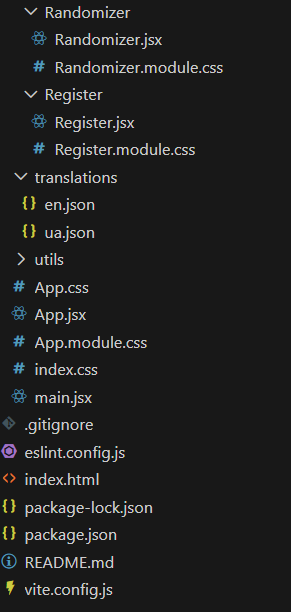 Randomizer
Randomizer.jsx
# Randomizer.module.css
Register
Register.jsx
# Register.module.css
translations
{} en.json
{} ua.json
utils
# App.css
App.jsx
# App.module.css
# index.css
main.jsx
.gitignore
eslint.config.js
<> index.html
{} package-lock.json
{} package.json
README.md
vite.config.js